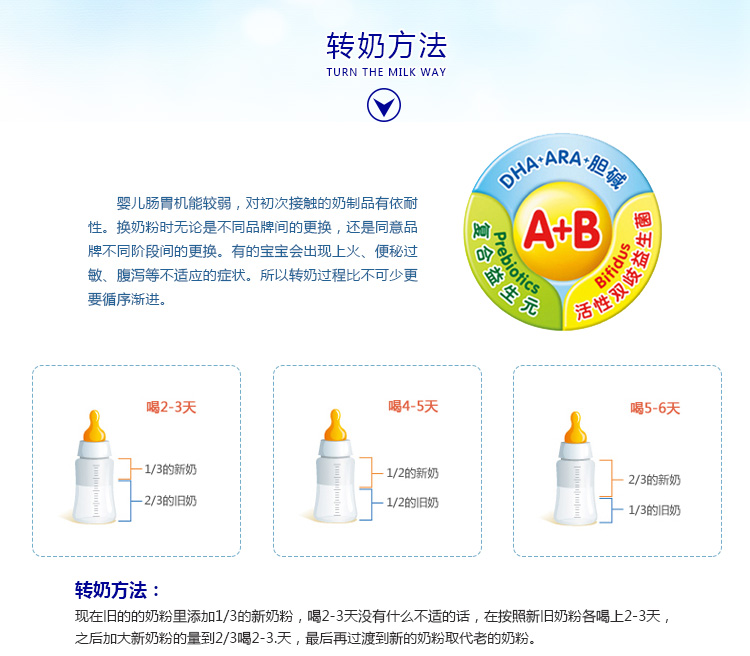 转奶方法
TURN THE MILK WAY
婴儿肠胃机能较弱，对初次接触的奶制品有依耐
性。换奶粉时无论是不同品牌间的更换，还是同意品
牌不同阶段间的更换。有的宝宝会出现上火、便秘过
敏、腹泻等不适应的症状。所以转奶过程比不可少更
要循序渐进。
DHA+ARA+胆碱
A+B
Prebiotics
复合益生元
Bifidus
活性双歧益生菌
喝2-3天
1/3的新奶
2/3的旧奶
喝4-5天
1/2的新奶
1/2的旧奶
喝5-6天
2/3的新奶
1/3的旧奶
转奶方法：
现在旧的的奶粉里添加1/3的新奶粉，喝2-3天没有什么不适的话，在按照新旧奶粉各喝上2-3天，
之后加大新奶粉的量到2/3喝2-3.天，最后再过渡到新的奶粉取代老的奶粉。